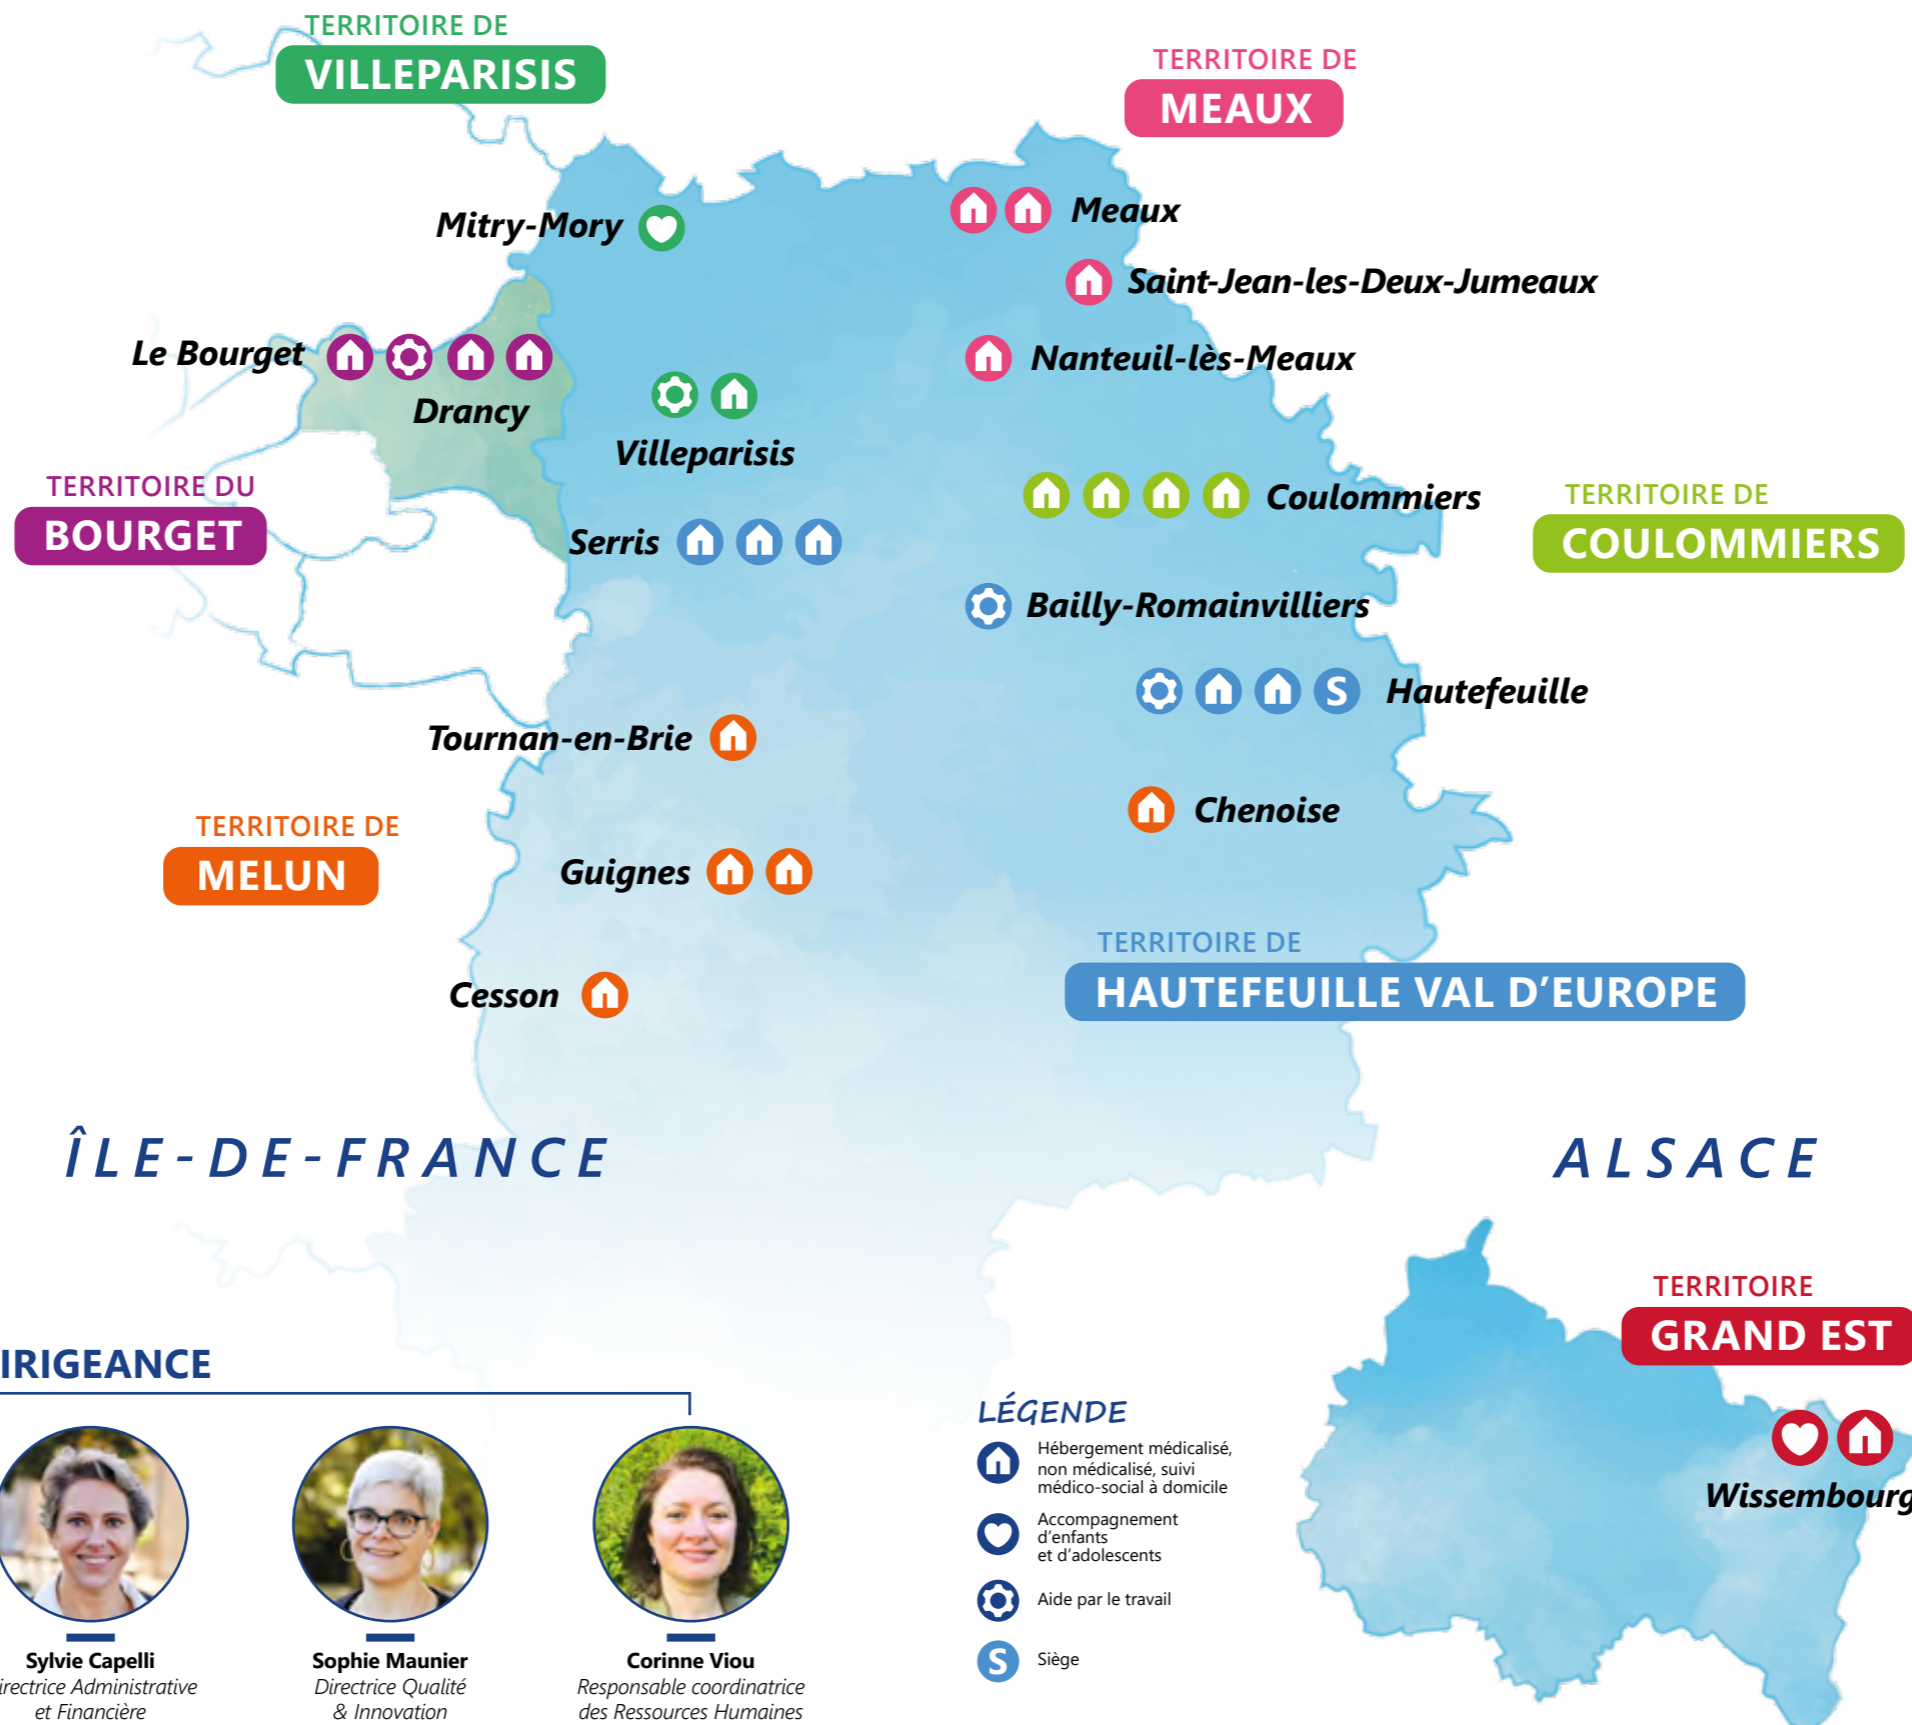 TERRITOIRE DE
VILLEPARISIS
TERRITOIRE DE
MEAUX
Mitry-Mory
Meaux
Saint-Jean-les-Deux-Jumeaux
Le Bourget
Nanteuil-lès-Meaux
Drancy
Villeparisis
TERRITOIRE DU
BOURGET
Coulommiers
TERRITOIRE DE
COULOMMIERS
Serris
Bailly-Romainvilliers
S Hautefeuille
Tournan-en-Brie
Chenoise
TERRITOIRE DE
MELUN
Guignes
TERRITOIRE DE
HAUTEFEUILLE VAL D’EUROPE
Cesson
ÎLE-DE-FRANCE
ALSACE
TERRITOIRE
GRAND EST
Wissembourg
IRIGEANCE
Sylvie Capelli
irectrice Administrative
et Financière
Sophie Maunier
Directrice Qualité
& Innovation
Corinne Viou
Responsable coordinatrice
des Ressources Humaines
LÉGENDE
Hébergement médicalisé,
non médicalisé, suivi
médico-social à domicile
Accompagnement
d’enfants
et d’adolescents
Aide par le travail
S Siège